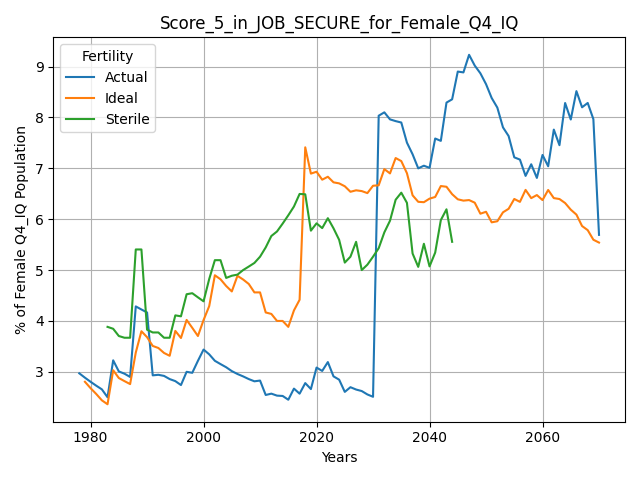 Score_5_in_JOB_SECURE_for_Female_Q4_IQ
Fertility
Actual
Ideal
Sterile
% of Female Q4_IQ Population
9
8
7
6
5
4
3
1980
2000
2020
2040
2060
Years